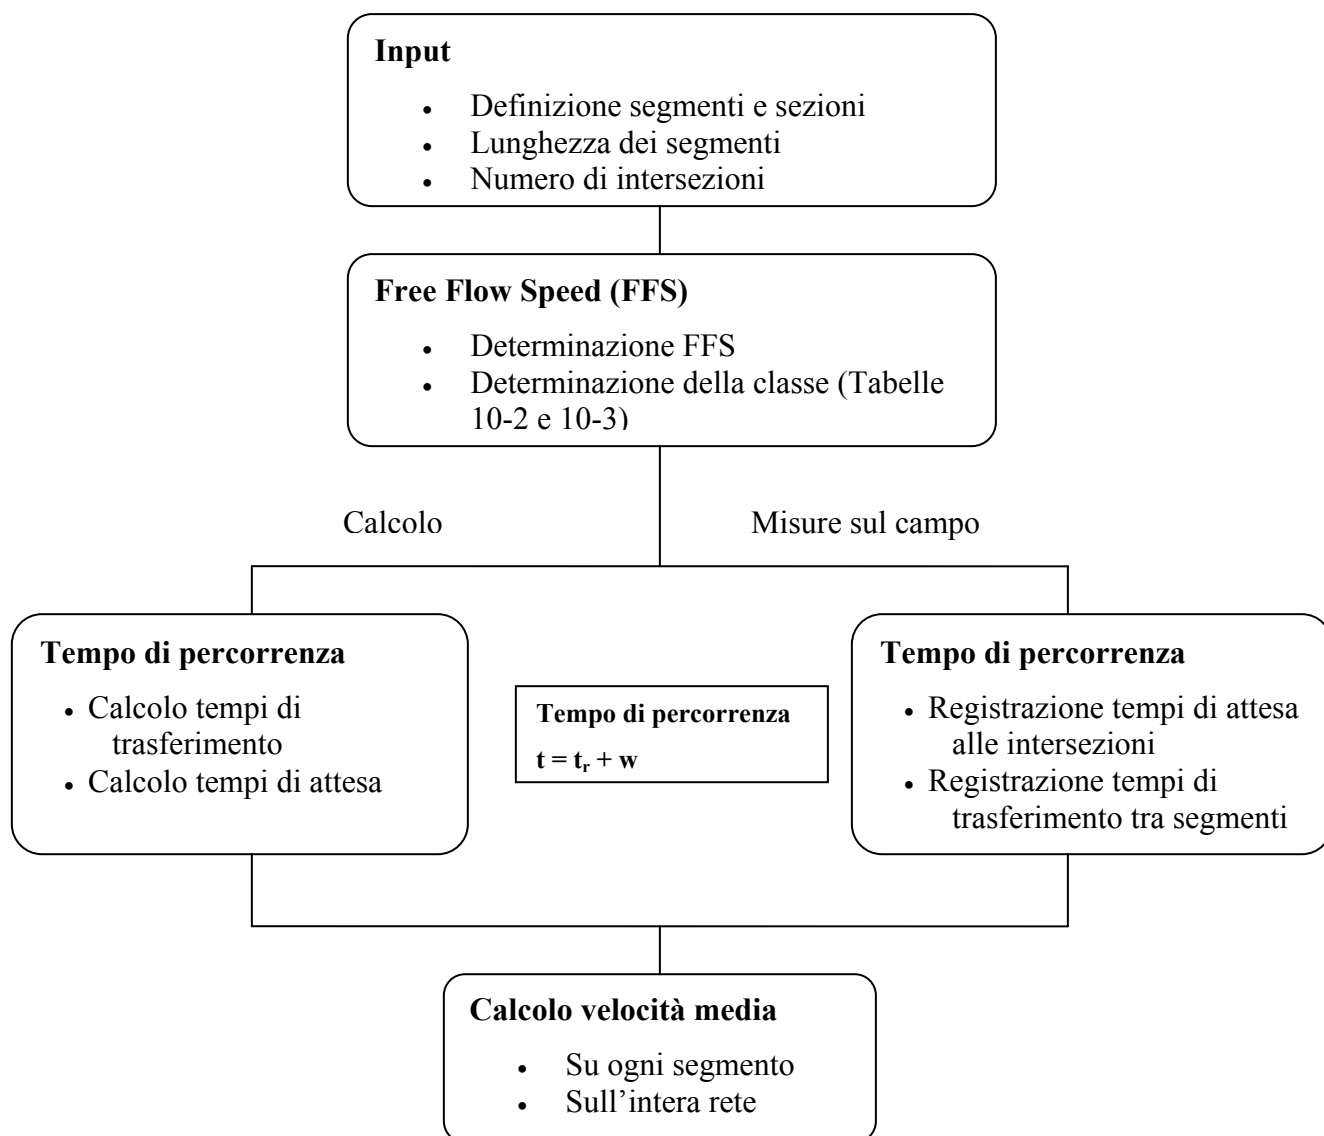 Input
• Definizione segmenti e sezioni
• Lunghezza dei segmenti
• Numero di intersezioni
Free Flow Speed (FFS)
• Determinazione FFS
• Determinazione della classe (Tabelle
10-2 e 10-3)
Calcolo
Misure sul campo
Tempo di percorrenza
• Calcolo tempi di
trasferimento
• Calcolo tempi di attesa
Tempo di percorrenza
t = tᵣ + w
Tempo di percorrenza
• Registrazione tempi di attesa
alle intersezioni
• Registrazione tempi di
trasferimento tra segmenti
Calcolo velocità media
• Su ogni segmento
• Sull’intera rete